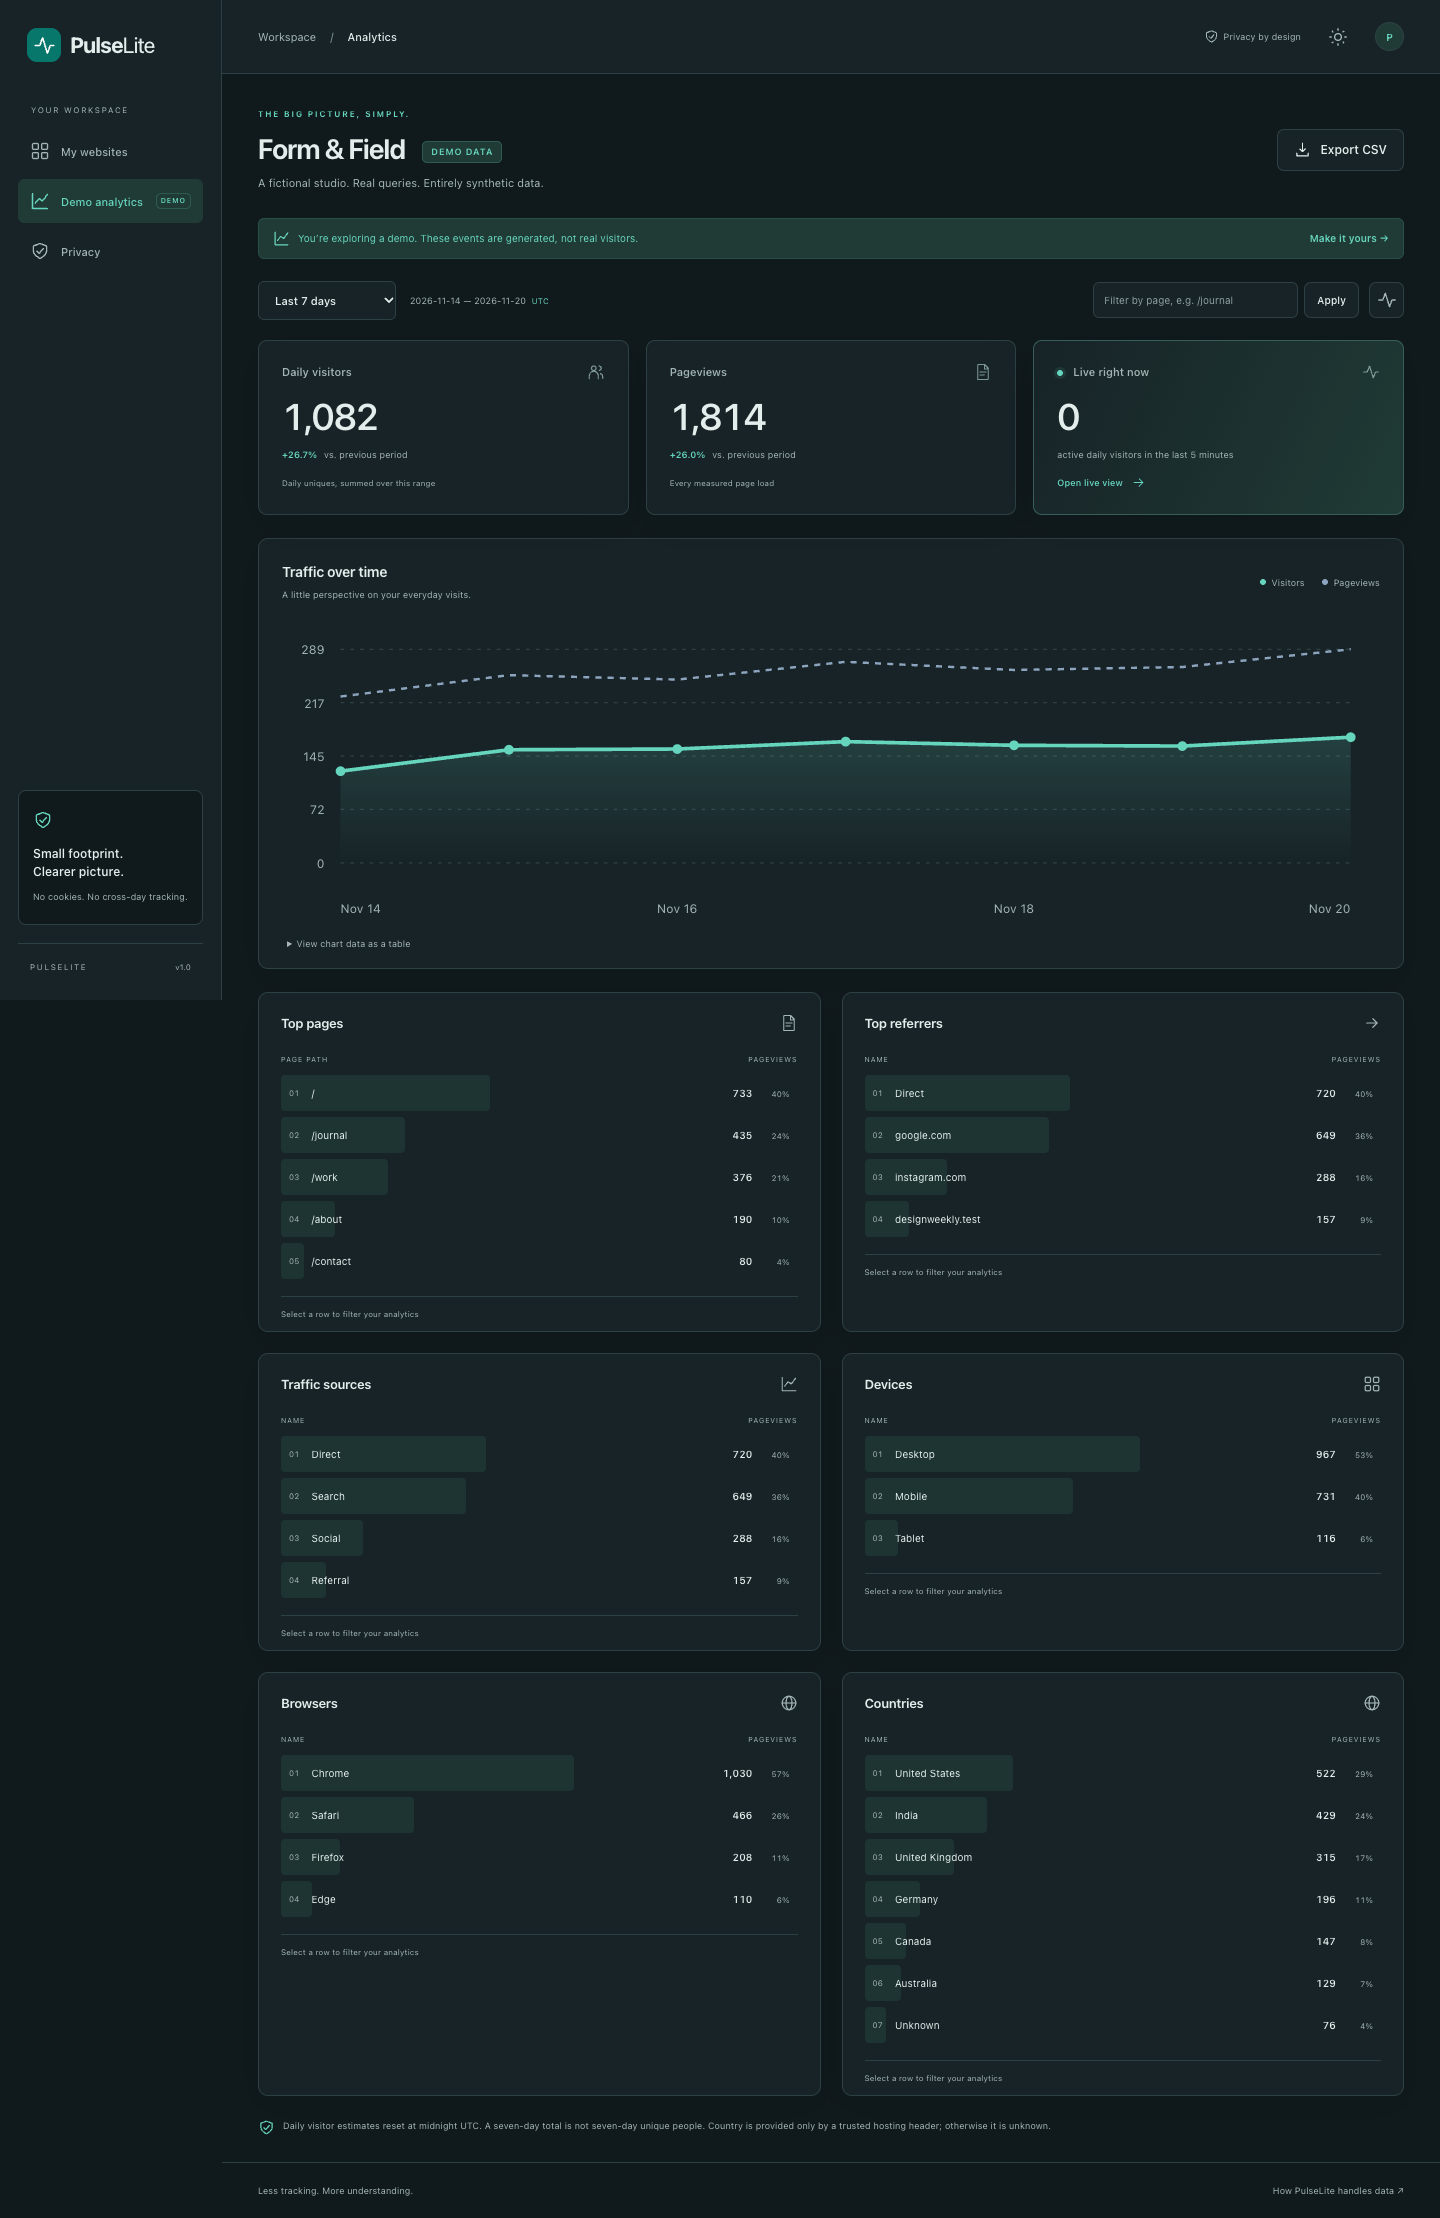 PulseLite
YOUR WORKSPACE
My websites
Demo analytics DEMO
Privacy
Small footprint.
Clearer picture.
No cookies. No cross-day tracking.
PULSELITE v1.0
Workspace / Analytics
Privacy by design
P
THE BIG PICTURE, SIMPLY.
Form & Field DEMO DATA
A fictional studio. Real queries. Entirely synthetic data.
Export CSV
You're exploring a demo. These events are generated, not real visitors.
Make it yours →
Last 7 days
2026-11-14 — 2026-11-20 UTC
Filter by page, e.g. /journal
Apply
Daily visitors
1,082
+26.7% vs. previous period
Daily uniques, summed over this range
Pageviews
1,814
+26.0% vs. previous period
Every measured page load
Live right now
0
active daily visitors in the last 5 minutes
Open live view →
Traffic over time
A little perspective on your everyday visits.
Visitors Pageviews
289
217
145
72
0
Nov 14 Nov 16 Nov 18 Nov 20
View chart data as a table
Top pages
PAGE PATH PAGEVIEWS
01 / 733 40%
02 /journal 435 24%
03 /work 376 21%
04 /about 190 10%
05 /contact 80 4%
Select a row to filter your analytics
Top referrers
NAME PAGEVIEWS
01 Direct 720 40%
02 google.com 649 36%
03 instagram.com 288 16%
04 designweekly.test 157 9%
Select a row to filter your analytics
Traffic sources
NAME PAGEVIEWS
01 Direct 720 40%
02 Search 649 36%
03 Social 288 16%
04 Referral 157 9%
Select a row to filter your analytics
Devices
NAME PAGEVIEWS
01 Desktop 967 53%
02 Mobile 731 40%
03 Tablet 116 6%
Select a row to filter your analytics
Browsers
NAME PAGEVIEWS
01 Chrome 1,030 57%
02 Safari 466 26%
03 Firefox 208 11%
04 Edge 110 6%
Select a row to filter your analytics
Countries
NAME PAGEVIEWS
01 United States 522 29%
02 India 429 24%
03 United Kingdom 315 17%
04 Germany 196 11%
05 Canada 147 8%
06 Australia 129 7%
07 Unknown 76 4%
Select a row to filter your analytics
Daily visitor estimates reset at midnight UTC. A seven-day total is not seven-day unique people. Country is provided only by a trusted hosting header; otherwise it is unknown.
Less tracking. More understanding.
How PulseLite handles data ↗